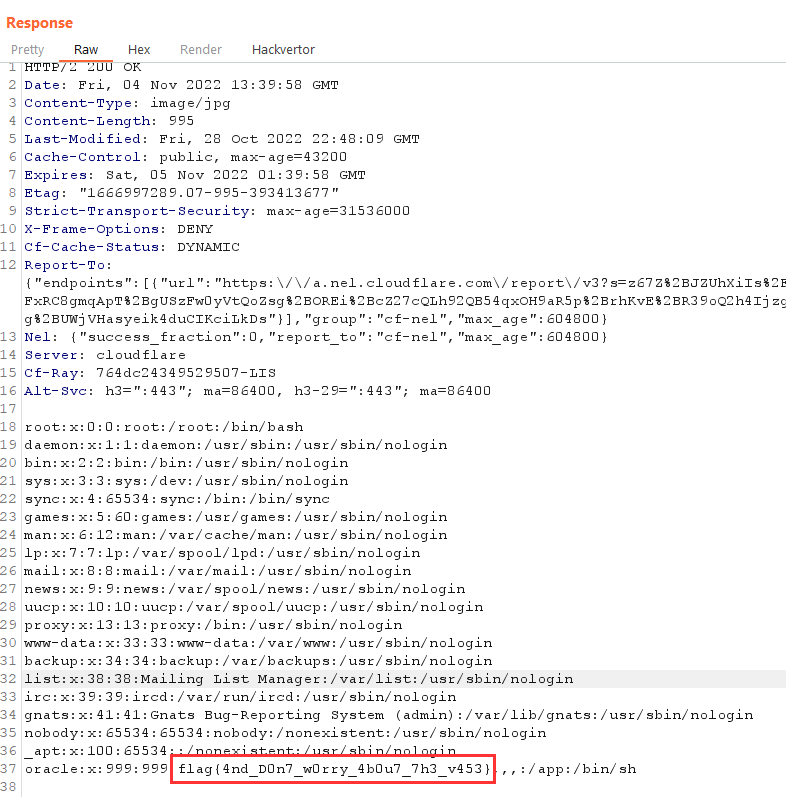 Response
Pretty Raw Hex Render Hackvertor
1 HTTP/2 200 OK
2 Date: Fri, 04 Nov 2022 13:39:58 GMT
3 Content-Type: image/jpg
4 Content-Length: 995
5 Last-Modified: Fri, 28 Oct 2022 22:48:09 GMT
6 Cache-Control: public, max-age=43200
7 Expires: Sat, 05 Nov 2022 01:39:58 GMT
8 Etag: "1666997289.07-995-393413677"
9 Strict-Transport-Security: max-age=31536000
10 X-Frame-Options: DENY
11 Cf-Cache-Status: DYNAMIC
12 Report-To:
{"endpoints":[{"url":"https:\/\/a.nel.cloudflare.com\/report\/v3?s=z67Z%2BJZUhXiIs%2
FxRC8gmqApT%2BgUSzFw0yVtQoZsg%2BOREi%2BcZ27cQLh92QB54qxOH9aR5p%2BrhKvE%2BR39oQ2h4Ijzg
g%2BUWjVHasyeik4duCIKciLkDs"}],"group":"cf-nel","max_age":604800}
13 Nel: {"success_fraction":0,"report_to":"cf-nel","max_age":604800}
14 Server: cloudflare
15 Cf-Ray: 764dc24349529507-LIS
16 Alt-Svc: h3=":443"; ma=86400, h3-29=":443"; ma=86400
17
18 root:x:0:0:root:/root:/bin/bash
19 daemon:x:1:1:daemon:/usr/sbin:/usr/sbin/nologin
20 bin:x:2:2:bin:/bin:/usr/sbin/nologin
21 sys:x:3:3:sys:/dev:/usr/sbin/nologin
22 sync:x:4:65534:sync:/bin:/bin/sync
23 games:x:5:60:games:/usr/games:/usr/sbin/nologin
24 man:x:6:12:man:/var/cache/man:/usr/sbin/nologin
25 lp:x:7:7:lp:/var/spool/lpd:/usr/sbin/nologin
26 mail:x:8:8:mail:/var/mail:/usr/sbin/nologin
27 news:x:9:9:news:/var/spool/news:/usr/sbin/nologin
28 uucp:x:10:10:uucp:/var/spool/uucp:/usr/sbin/nologin
29 proxy:x:13:13:proxy:/bin:/usr/sbin/nologin
30 www-data:x:33:33:www-data:/var/www:/usr/sbin/nologin
31 backup:x:34:34:backup:/var/backups:/usr/sbin/nologin
32 list:x:38:38:Mailing List Manager:/var/list:/usr/sbin/nologin
33 irc:x:39:39:ircd:/var/run/ircd:/usr/sbin/nologin
34 gnats:x:41:41:Gnats Bug-Reporting System (admin):/var/lib/gnats:/usr/sbin/nologin
35 nobody:x:65534:65534:nobody:/nonexistent:/usr/sbin/nologin
36 _apt:x:100:65534::/nonexistent:/usr/sbin/nologin
37 oracle:x:999:999:flag{4nd_D0n7_w0rry_4b0u7_7h3_v453},,,:/app:/bin/sh
38